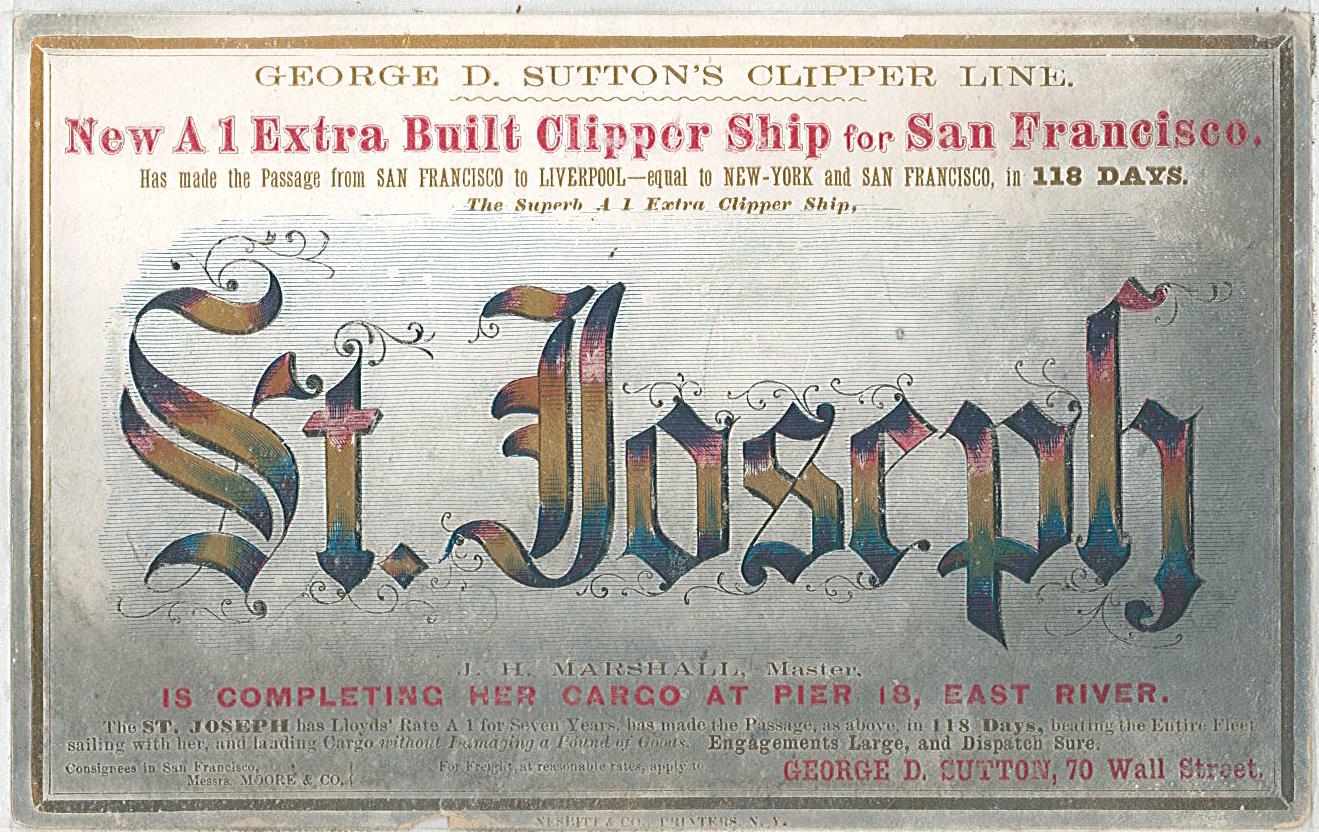 GEORGE D. SUTTON'S CLIPPER LINE.
New A 1 Extra Built Clipper Ship for San Francisco.
Has made the Passage from SAN FRANCISCO to LIVERPOOL—equal to NEW-YORK and SAN FRANCISCO, in 118 DAYS.
The Superb A 1 Extra Clipper Ship,
St. Joseph
J. H. MARSHALL, Master,
IS COMPLETING HER CARGO AT PIER 18, EAST RIVER.
The ST. JOSEPH has Lloyds' Rate A 1 for Seven Years, has made the Passage, as above, in 118 Days, beating the Entire Fleet
sailing with her, and landing Cargo without Damaging a Pound of Goods. Engagements Large, and Dispatch Sure.
Consignees in San Francisco,
Messrs. MOORE & CO.
For Freight, at reasonable rates, apply to
GEORGE D. SUTTON, 70 Wall Street.
NESBITT & CO., PRINTERS, N. Y.